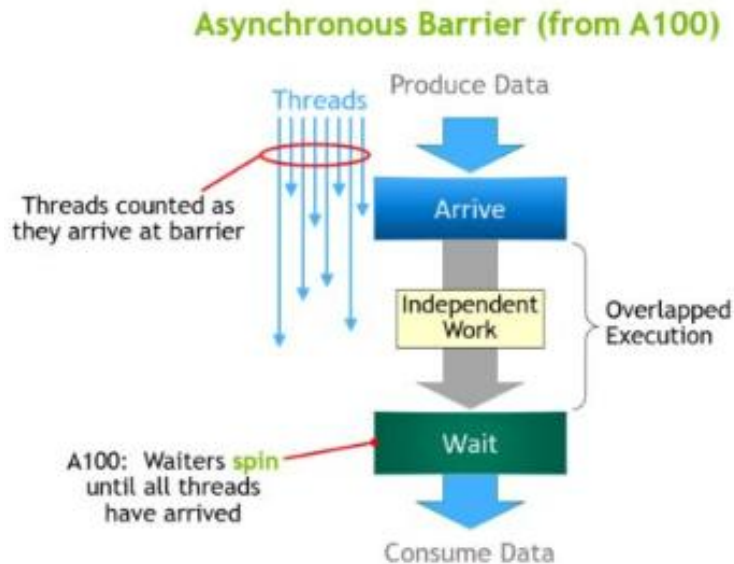 Asynchronous Barrier (from A100)
Threads
Produce Data
Threads counted as
they arrive at barrier
Arrive
Independent
Work
Overlapped
Execution
A100: Waiters spin
until all threads
have arrived
Wait
Consume Data